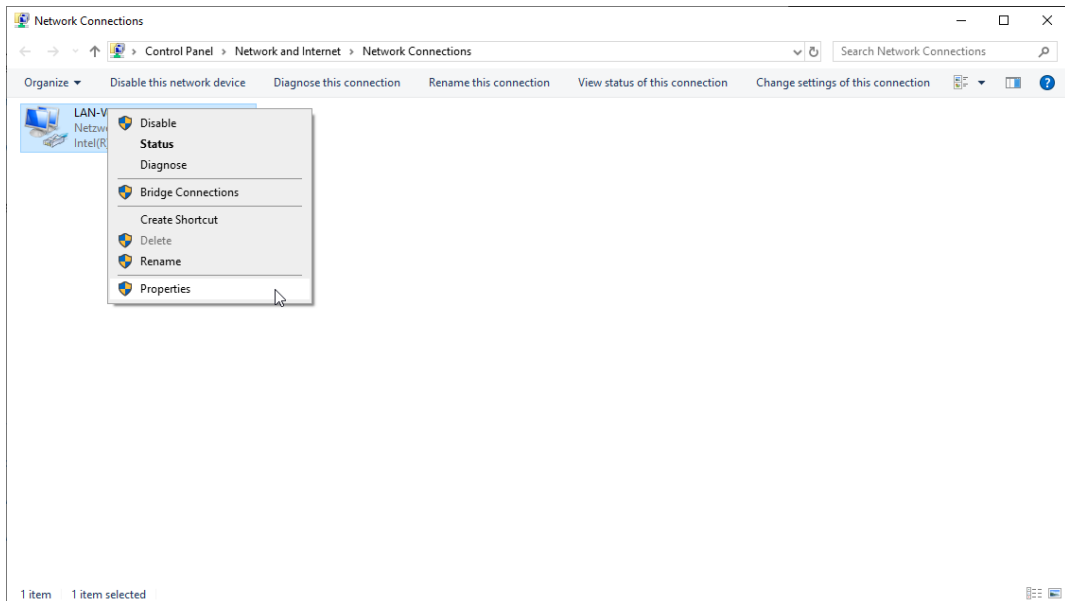 Network Connections
Control Panel > Network and Internet > Network Connections
Search Network Connections
Organize Disable this network device Diagnose this connection Rename this connection View status of this connection Change settings of this connection
LAN-V
Netzw
Intel(R
Disable
Status
Diagnose
Bridge Connections
Create Shortcut
Delete
Rename
Properties
1 item 1 item selected